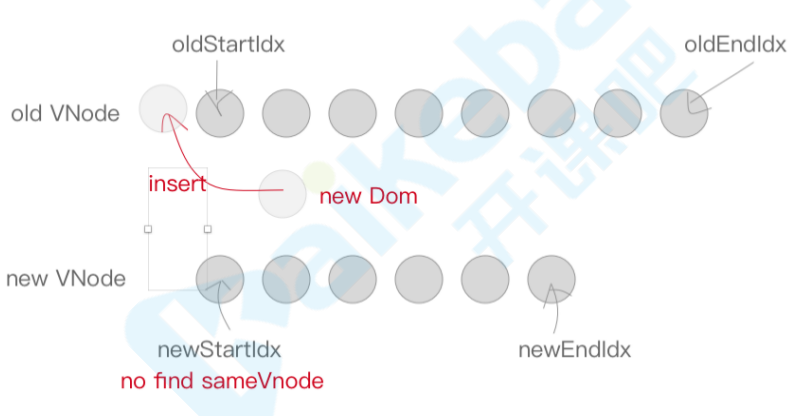 oldStartIdx
oldEndIdx
old VNode
insert
new Dom
new VNode
newStartIdx
newEndIdx
no find sameVnode
kaikeba
开课吧